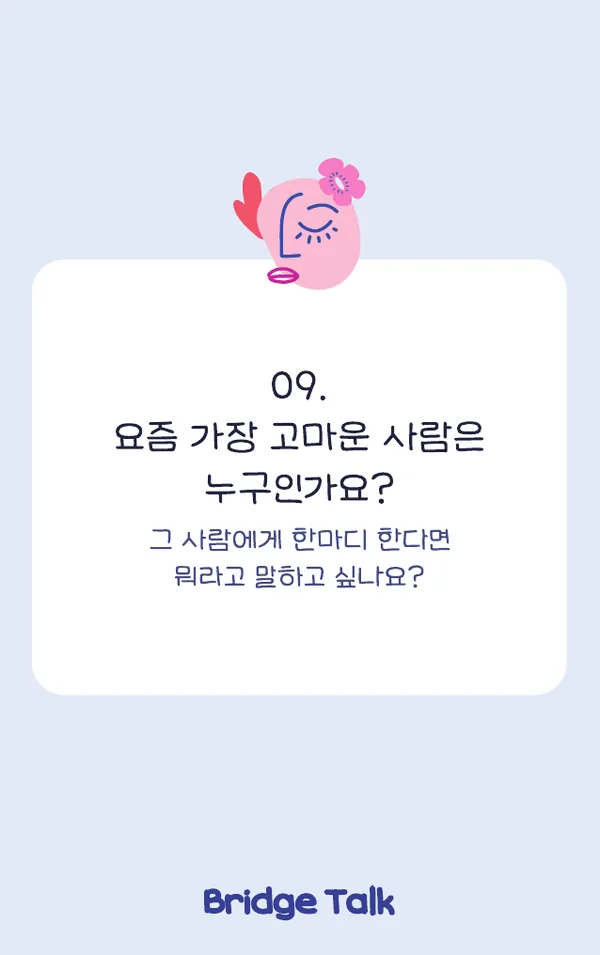 09.
요즘 가장 고마운 사람은
누구인가요?
그 사람에게 한마디 한다면
뭐라고 말하고 싶나요?
Bridge Talk